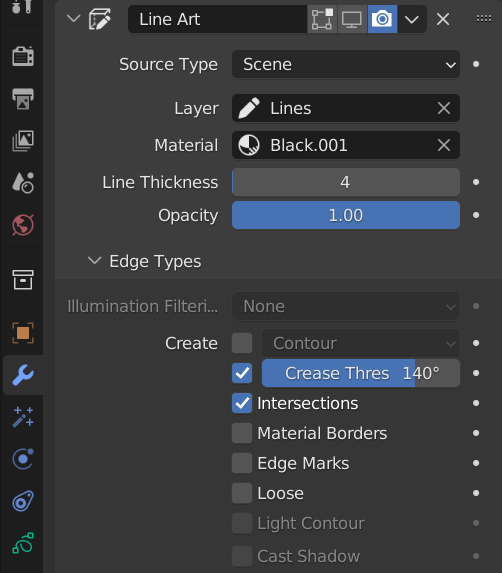 Line Art
Source Type Scene
Layer Lines
Material Black.001
Line Thickness 4
Opacity 1.00
Edge Types
Illumination Filteri... None
Create Contour
Crease Thres 140°
Intersections
Material Borders
Edge Marks
Loose
Light Contour
Cast Shadow